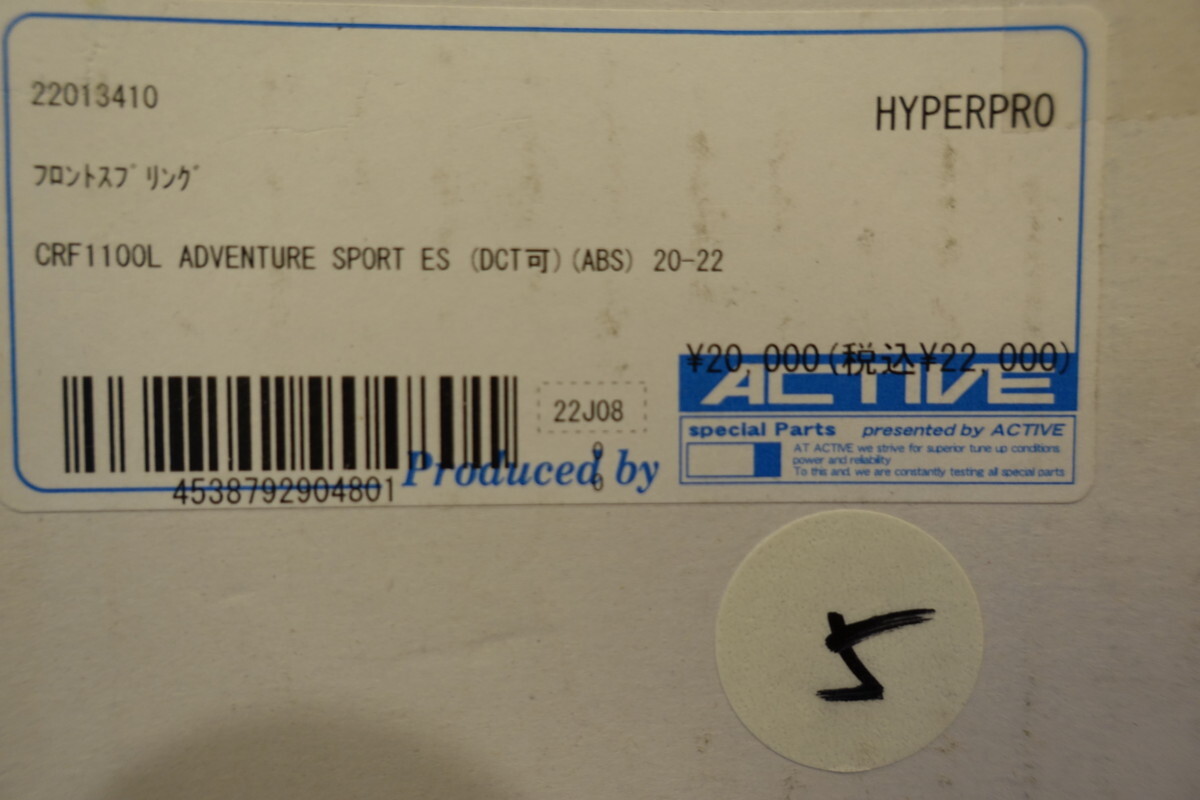 22013410
HYPERPRO
フロントスプリング
CRF1100L ADVENTURE SPORT ES (DCT可)(ABS) 20-22
¥20,000(税込¥22,000)
ACTIVE
22J08
special Parts presented by ACTIVE
AT ACTIVE we strive for superior tune up conditions
power and reliability
To this and. we are constantly testing all special parts
Produced by
4538792904801
5